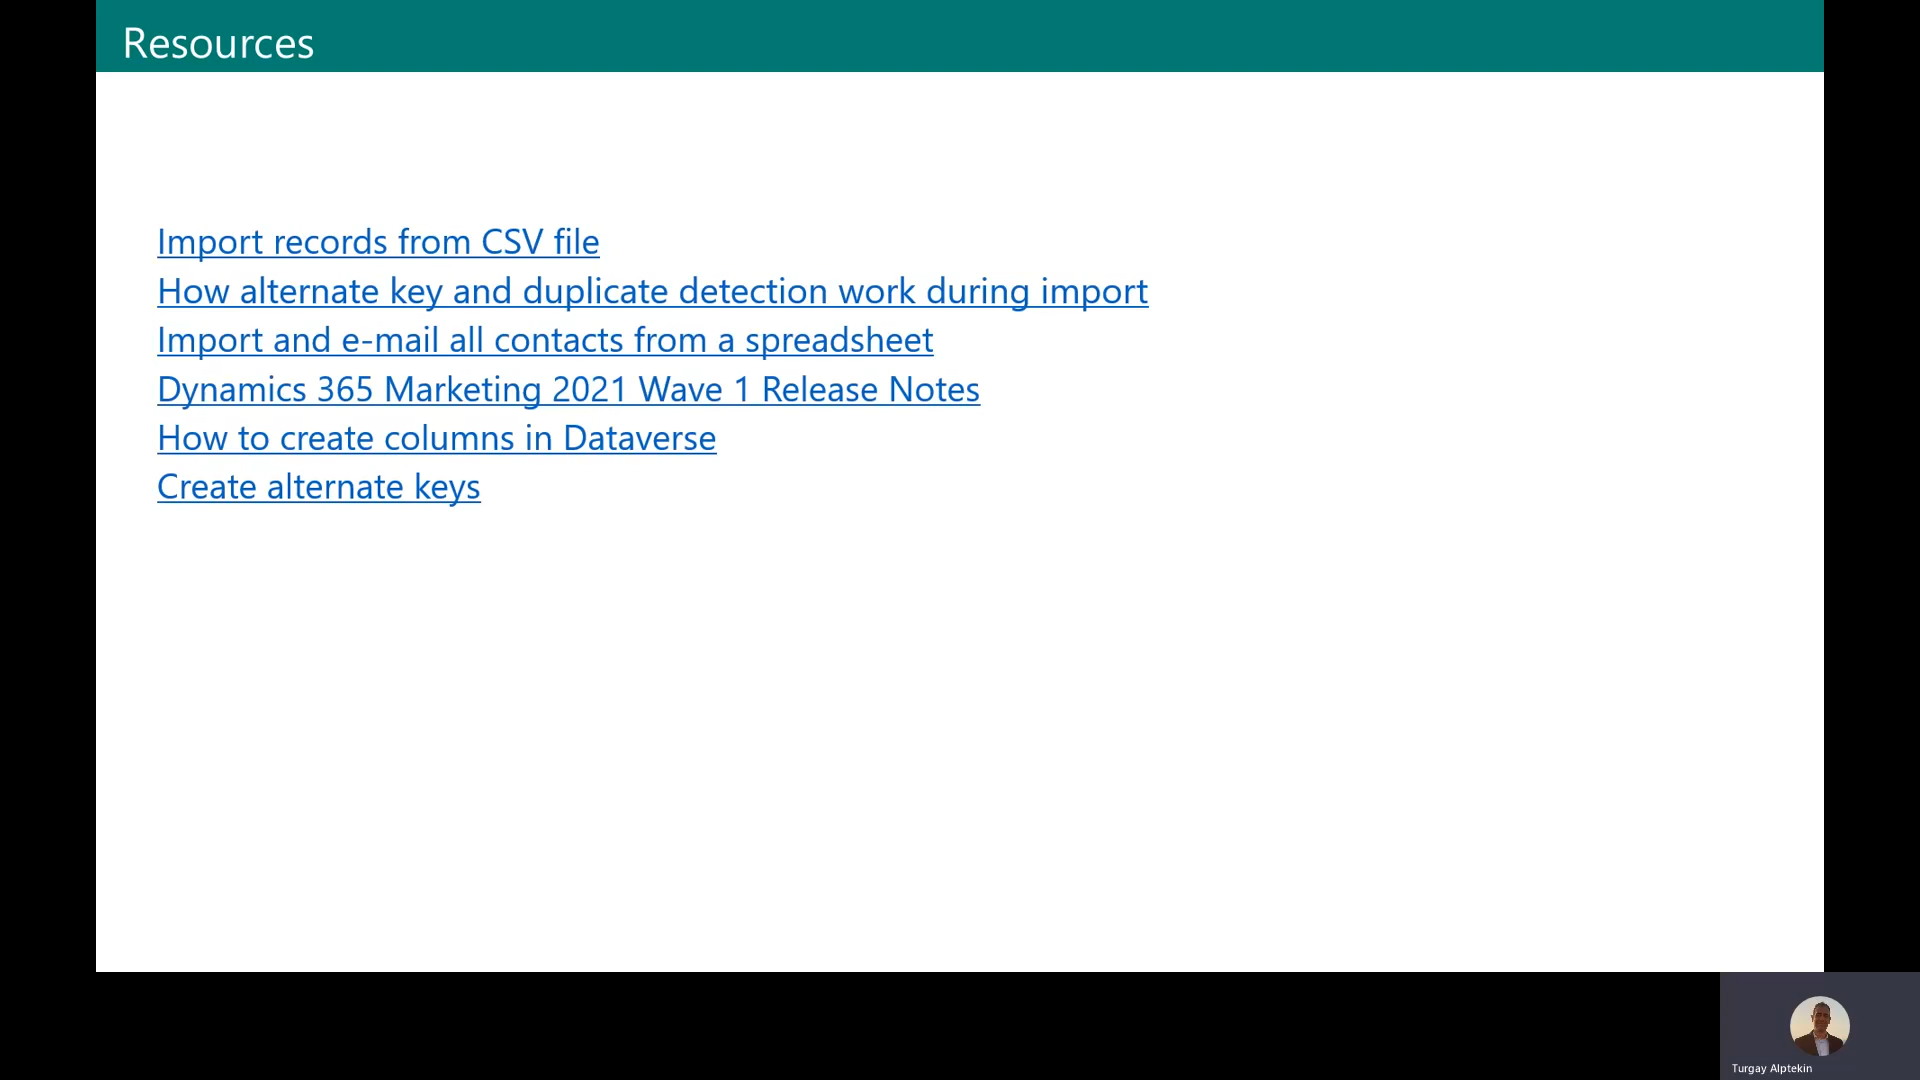 Resources
Import records from CSV file
How alternate key and duplicate detection work during import
Import and e-mail all contacts from a spreadsheet
Dynamics 365 Marketing 2021 Wave 1 Release Notes
How to create columns in Dataverse
Create alternate keys
Turgay Alptekin